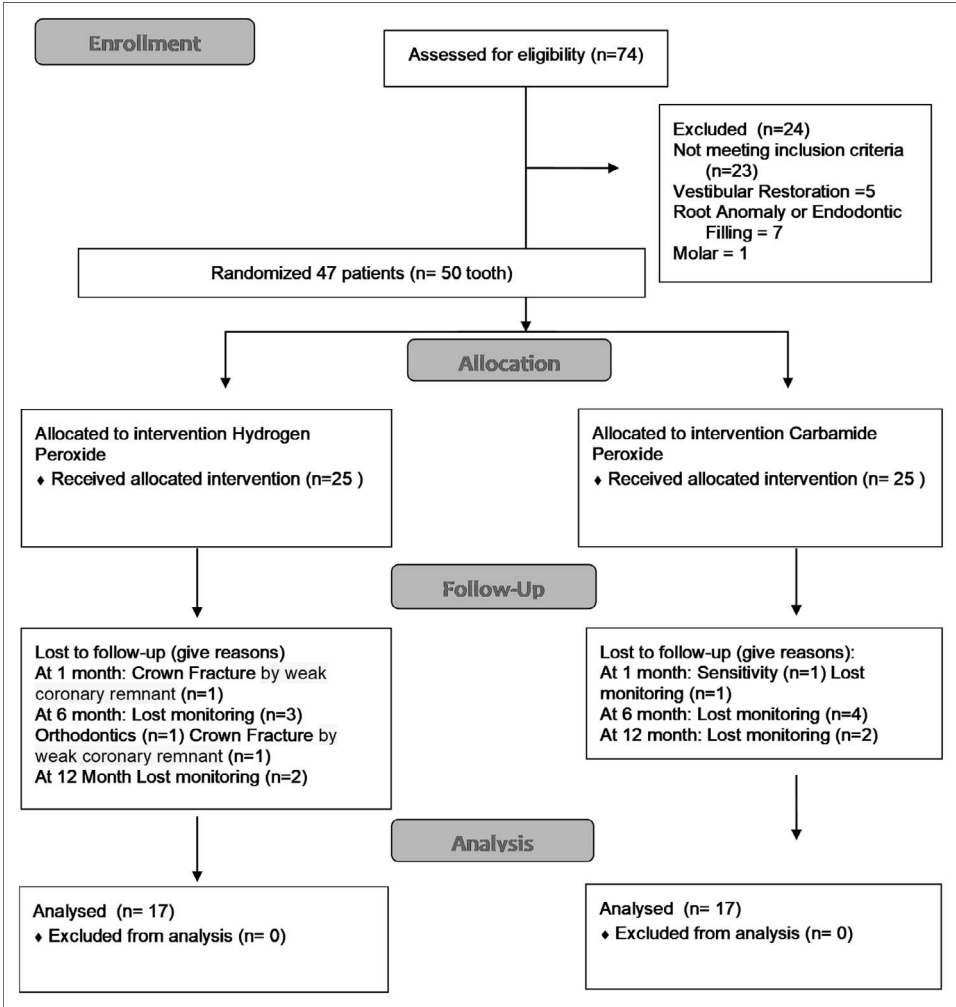 Enrollment
Assessed for eligibility (n=74)
Excluded  (n=24)
Not meeting inclusion criteria
(n=23)
Vestibular Restoration =5
Root Anomaly or Endodontic
Filling = 7
Molar = 1
Randomized 47 patients (n= 50 tooth)
Allocation
Allocated to intervention Hydrogen
Peroxide
♦ Received allocated intervention (n=25 )
Allocated to intervention Carbamide
Peroxide
♦ Received allocated intervention (n= 25 )
Follow-Up
Lost to follow-up (give reasons)
At 1 month: Crown Fracture by weak
coronary remnant (n=1)
At 6 month: Lost monitoring (n=3)
Orthodontics (n=1) Crown Fracture by
weak coronary remnant (n=1)
At 12 Month Lost monitoring (n=2)
Lost to follow-up (give reasons):
At 1 month: Sensitivity (n=1) Lost
monitoring (n=1)
At 6 month: Lost monitoring (n=4)
At 12 month: Lost monitoring (n=2)
Analysis
Analysed  (n= 17)
♦ Excluded from analysis (n= 0)
Analysed  (n= 17)
♦ Excluded from analysis (n= 0)